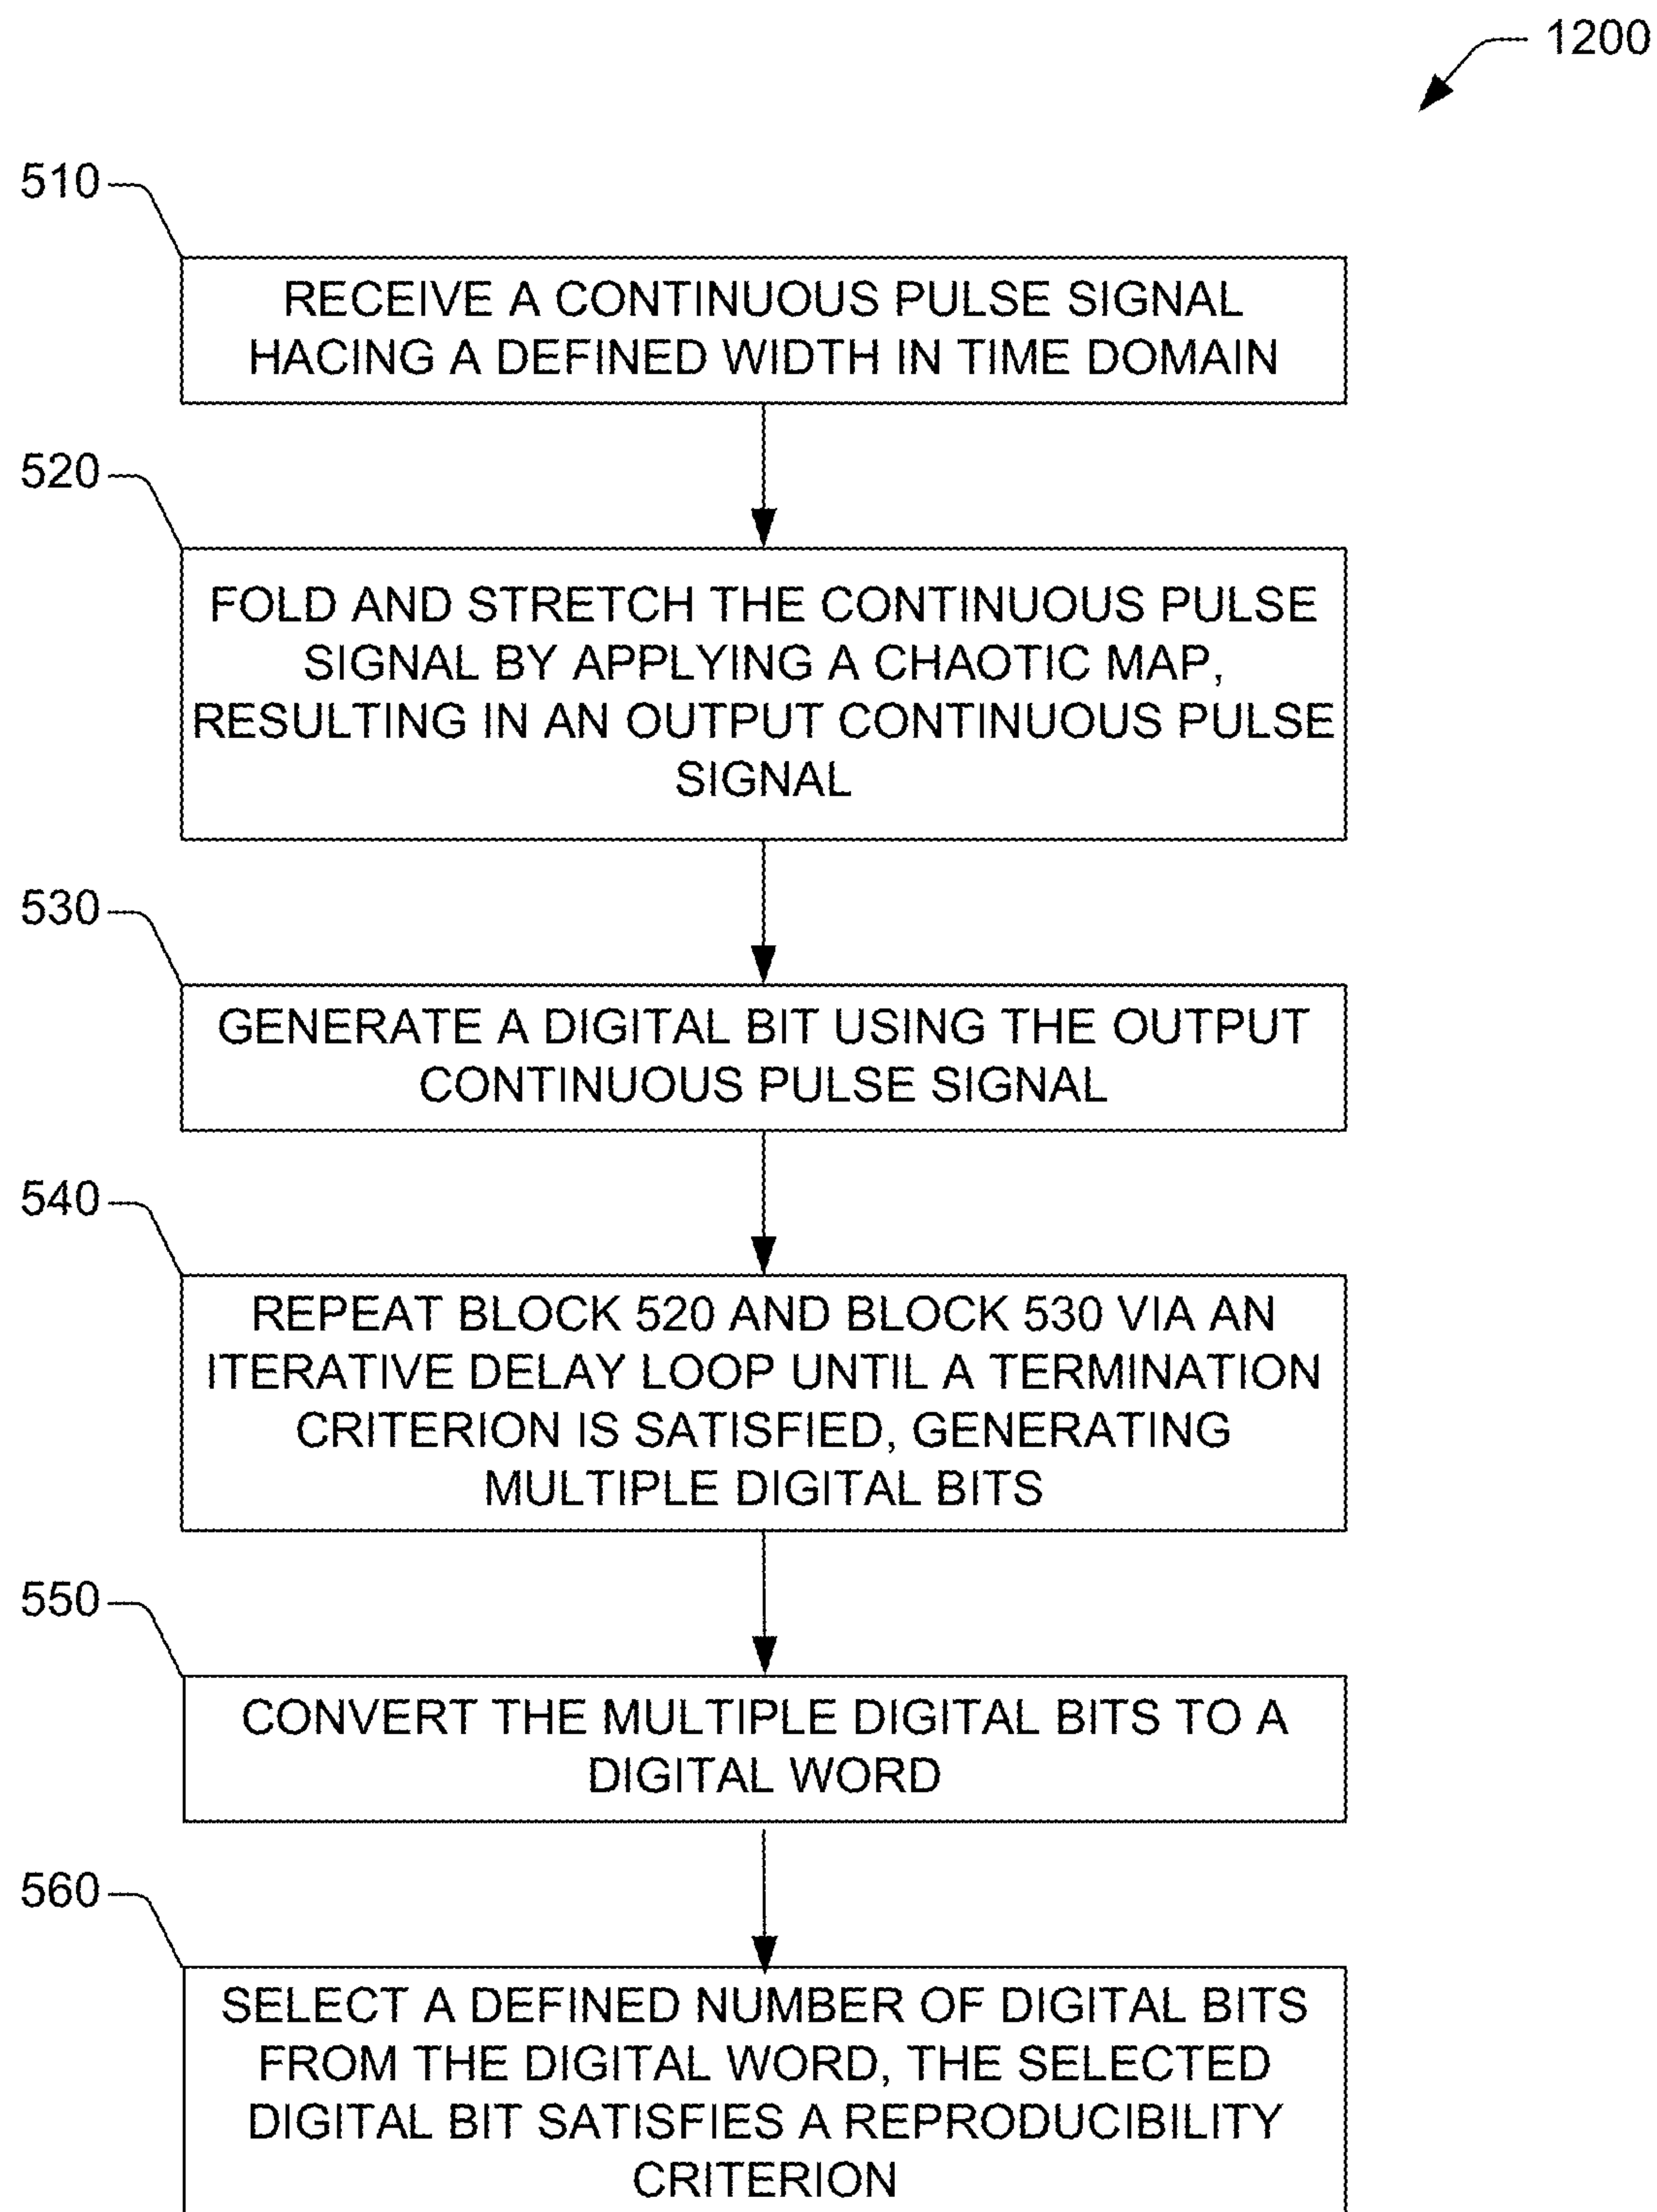 1200
510
RECEIVE A CONTINUOUS PULSE SIGNAL
HACING A DEFINED WIDTH IN TIME DOMAIN
520
FOLD AND STRETCH THE CONTINUOUS PULSE
SIGNAL BY APPLYING A CHAOTIC MAP,
RESULTING IN AN OUTPUT CONTINUOUS PULSE
SIGNAL
530
GENERATE A DIGITAL BIT USING THE OUTPUT
CONTINUOUS PULSE SIGNAL
540
REPEAT BLOCK 520 AND BLOCK 530 VIA AN
ITERATIVE DELAY LOOP UNTIL A TERMINATION
CRITERION IS SATISFIED, GENERATING
MULTIPLE DIGITAL BITS
550
CONVERT THE MULTIPLE DIGITAL BITS TO A
DIGITAL WORD
560
SELECT A DEFINED NUMBER OF DIGITAL BITS
FROM THE DIGITAL WORD, THE SELECTED
DIGITAL BIT SATISFIES A REPRODUCIBILITY
CRITERION